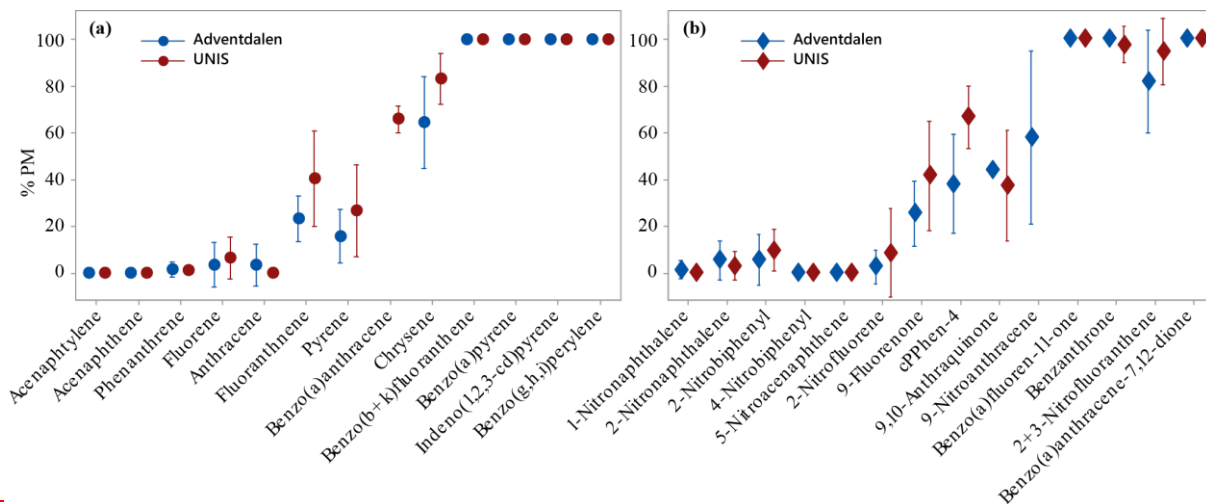 (a)
Adventdalen
UNIS
% PM
100
80
60
40
20
0
Acenaphtylene
Acenaphthene
Phenanthrene
Fluorene
Anthracene
Fluoranthene
Pyrene
Benzo(a)anthracene
Chrysene
Benzo(b+k)fluoranthene
Benzo(a)pyrene
Indeno(1,2,3-cd)pyrene
Benzo(g,h,i)perylene
(b)
Adventdalen
UNIS
100
80
60
40
20
0
1-Nitronaphthalene
2-Nitronaphthalene
2-Nitrobiphenyl
4-Nitrobiphenyl
5-Nitroacenaphthene
2-Nitrofluorene
9-Fluorenone
cPPhen-4
9,10-Anthraquinone
9-Nitroanthracene
Benzo(a)fluoren-11-one
Benzanthrone
2+3-Nitrofluoranthene
Benzo(a)anthracene-7,12-dione